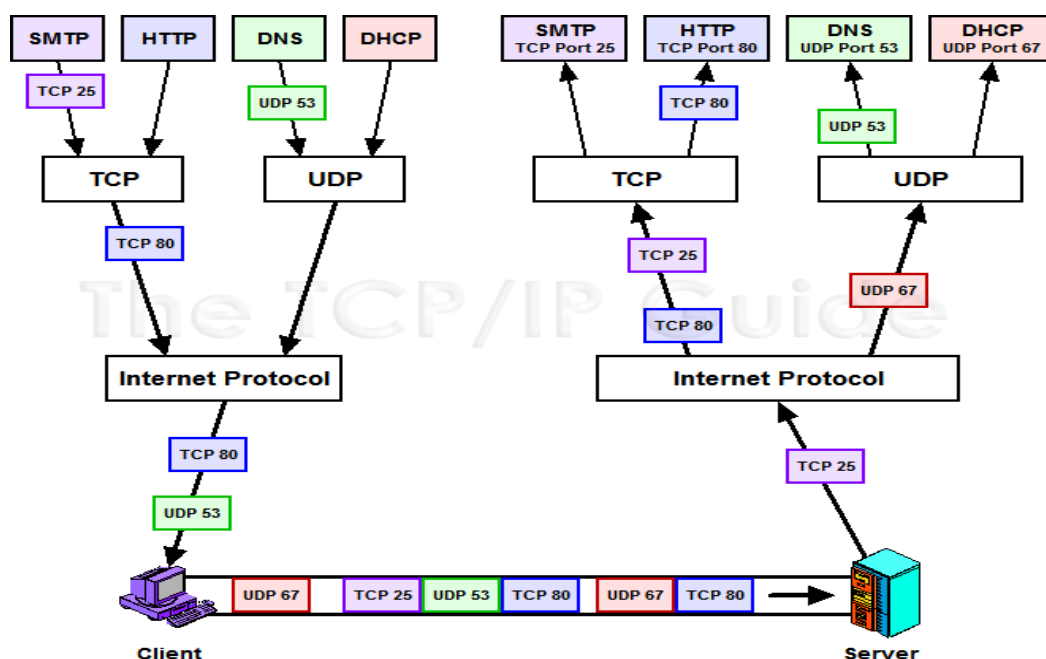 SMTP
HTTP
DNS
DHCP
SMTP
TCP Port 25
HTTP
TCP Port 80
DNS
UDP Port 53
DHCP
UDP Port 67
TCP 25
UDP 53
TCP 80
UDP 53
TCP
UDP
TCP
UDP
TCP 80
TCP 25
UDP 67
TCP 80
The TCP/IP Guide
Internet Protocol
Internet Protocol
TCP 80
TCP 25
UDP 53
UDP 67
TCP 25
UDP 53
TCP 80
UDP 67
TCP 80
Client
Server